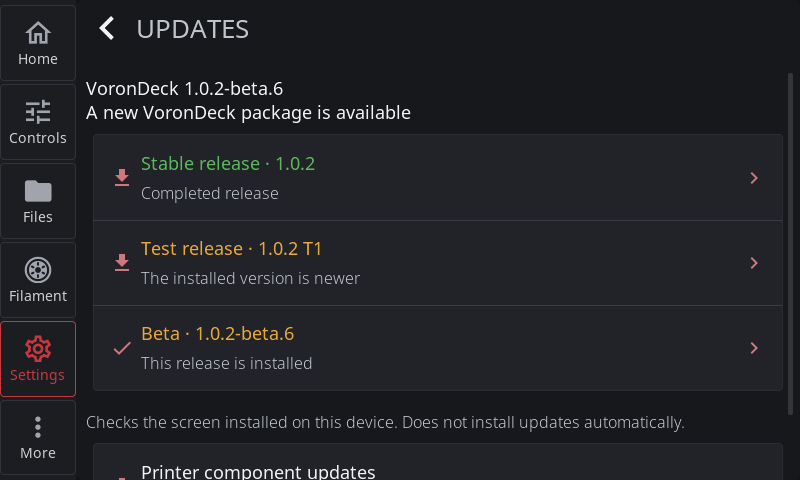 UPDATES
Home
Controls
Files
Filament
Settings
More
VoronDeck 1.0.2-beta.6
A new VoronDeck package is available
Stable release · 1.0.2
Completed release
Test release · 1.0.2 T1
The installed version is newer
Beta · 1.0.2-beta.6
This release is installed
Checks the screen installed on this device. Does not install updates automatically.
Printer component updates